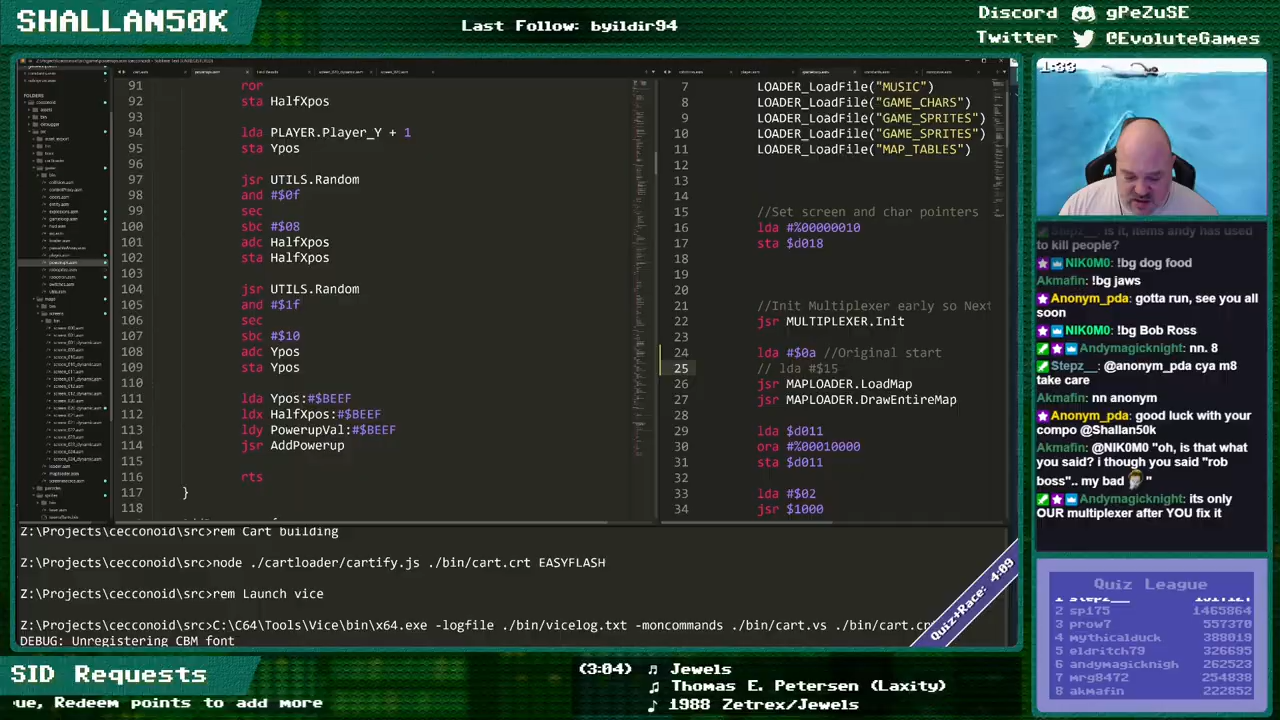 SHALLAN50K
Last Follow: byildir94
Discord gPeZuSE
Twitter @EvoluteGames
91 ror
92 sta HalfXpos
93
94 lda PLAYER.Player_Y + 1
95 sta Ypos
96
97 jsr UTILS.Random
98 and #$0f
99 sec
100 sbc #$08
101 adc HalfXpos
102 sta HalfXpos
103
104 jsr UTILS.Random
105 and #$1f
106 sec
107 sbc #$10
108 adc Ypos
109 sta Ypos
110
111 lda Ypos:#$BEEF
112 ldx HalfXpos:#$BEEF
113 ldy PowerupVal:#$BEEF
114 jsr AddPowerup
115
116 rts
117 }
118
7 LOADER_LoadFile("MUSIC")
8 LOADER_LoadFile("GAME_CHARS")
9 LOADER_LoadFile("GAME_SPRITES")
10 LOADER_LoadFile("GAME_SPRITES")
11 LOADER_LoadFile("MAP_TABLES")
12
13
14
15 /Set screen and char pointers
16 lda #%00000010
17 sta $d018
18
19
20
21 //Init Multiplexer early so Next
22 jsr MULTIPLEXER.Init
23
24 lda #$0a //Original start
25 // lda #$15
26 jsr MAPLOADER.LoadMap
27 jsr MAPLOADER.DrawEntireMap
28
29 lda $d011
30 ora #%00010000
31 sta $d011
32
33 lda #$02
34 jsr $1000
Z:\Projects\cecconoid\src>rem Cart building
Z:\Projects\cecconoid\src>node ./cartloader/cartify.js ./bin/cart.crt EASYFLASH
Z:\Projects\cecconoid\src>rem Launch vice
Z:\Projects\cecconoid\src>C:\C64\Tools\Vice\bin\x64.exe -logfile ./bin/vicelog.txt -moncommands ./bin/cart.vs ./bin/cart.cr
DEBUG: Unregistering CBM font
Quiz!Race: 4:09
1:33
Stepz_: is it, items andy has used
to kill people?
NIK0M0: !bg dog food
Akmafin: !bg jaws
Anonym_pda: gotta run, see you all
soon
NIK0M0: !bg Bob Ross
Andymagicknight: nn. 8
Stepz_: @anonym_pda cya m8
take care
Akmafin: nn anonym
Anonym_pda: good luck with your
compo @Shallan50k
Akmafin: @NIK0M0 "oh, is that what
you said? i though you said "rob
boss".. my bad "
Andymagicknight: its only
OUR multiplexer after YOU fix it
Quiz League
1 stepz__
2 sp175 1465864
3 prow7 557370
4 mythicalduck 388019
5 eldritch79 326695
6 andymagicknigh 262523
7 mrg8472 254838
8 akmafin 222852
SID Requests
ue, Redeem points to add more
(3:04) Jewels
Thomas E. Petersen (Laxity)
1988 Zetrex/Jewels